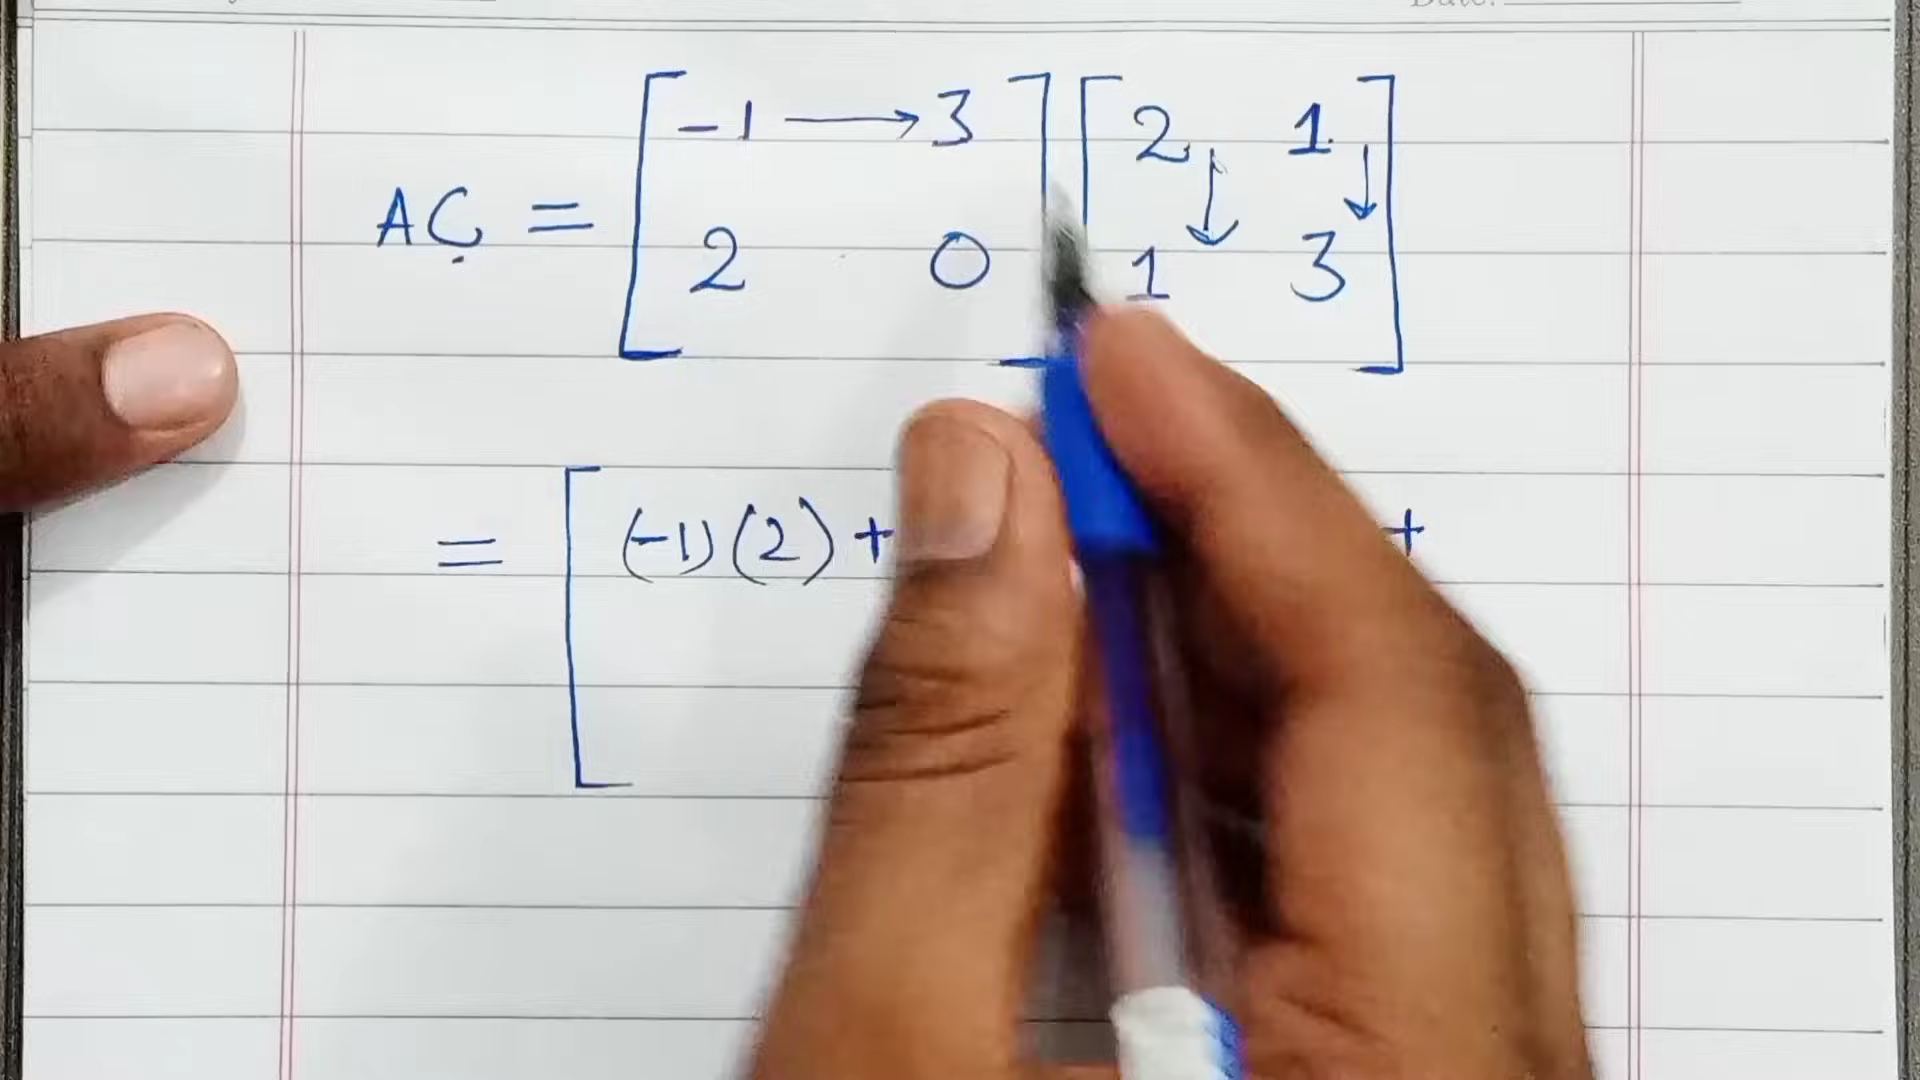 -1 → 3 2 1
AC =
2 0 1 3
= (-1)(2) + +